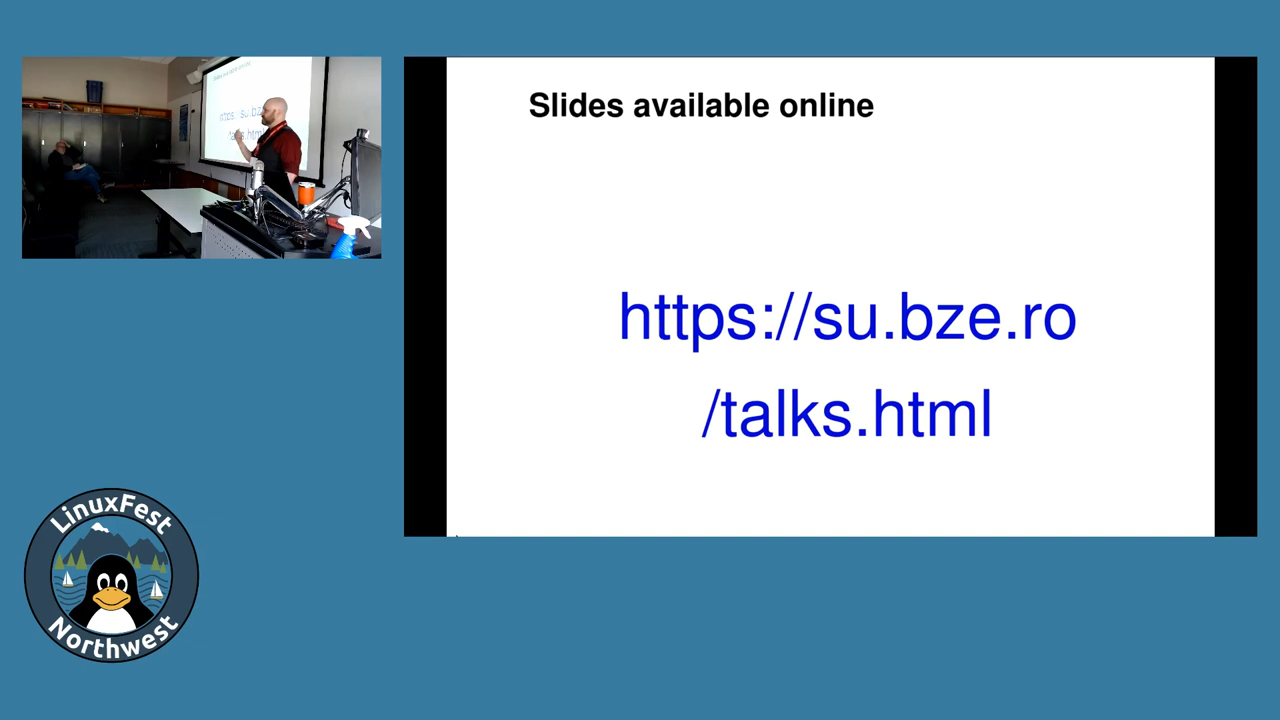 Slides available online
https://su.bze.ro
/talks.html
LinuxFest
Northwest